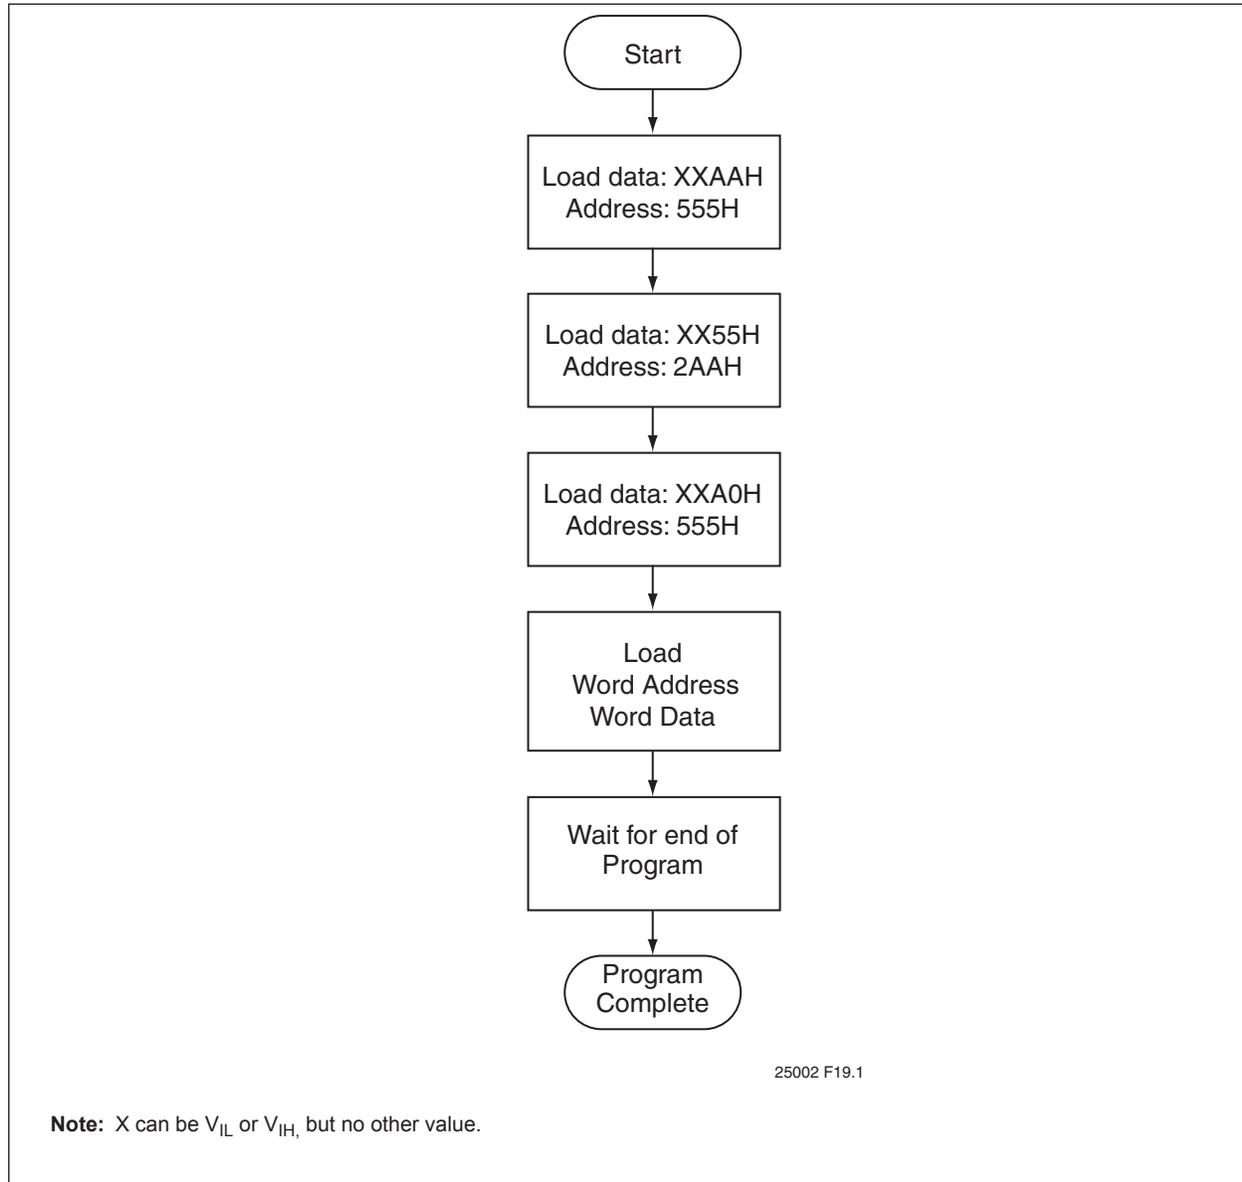 Start
Load data: XXAAH
Address: 555H
Load data: XX55H
Address: 2AAH
Load data: XXA0H
Address: 555H
Load
Word Address
Word Data
Wait for end of
Program
Program
Complete
25002 F19.1
Note: X can be VIL or VIH, but no other value.